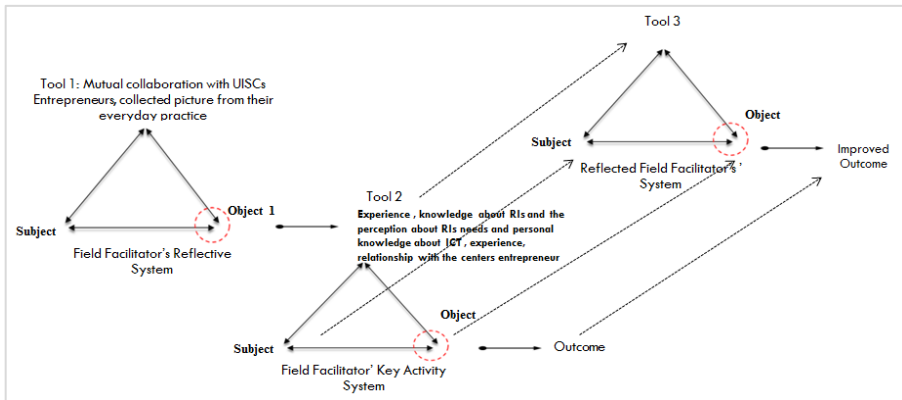 Tool 3
Tool 1: Mutual collaboration with UISCs
Entrepreneurs, collected picture from their
everyday practice
Object
Subject
Improved
Outcome
Reflected Field Facilitator's '
System
Tool 2
Experience , knowledge about RIs and the
perception about RIs needs and personal
knowledge about ICT , experience,
relationship with the centers entrepreneur
Object 1
Subject
Field Facilitator's Reflective
System
Object
Subject
Outcome
Field Facilitator' Key Activity
System